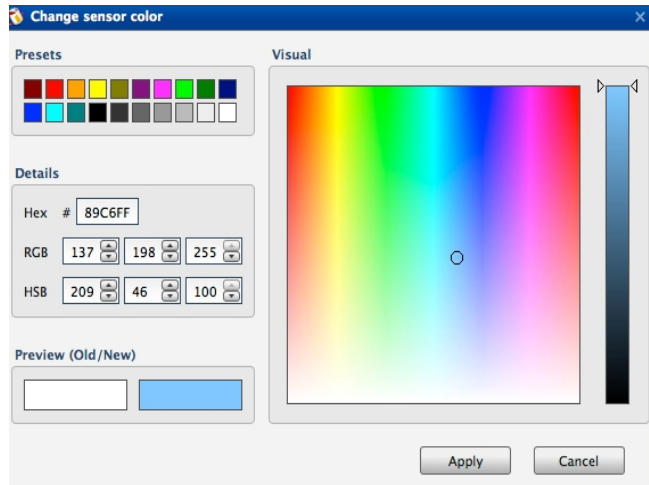 Change sensor color
Presets
Visual
Details
Hex # 89C6FF
RGB 137 198 255
HSB 209 46 100
Preview (Old/New)
Apply Cancel